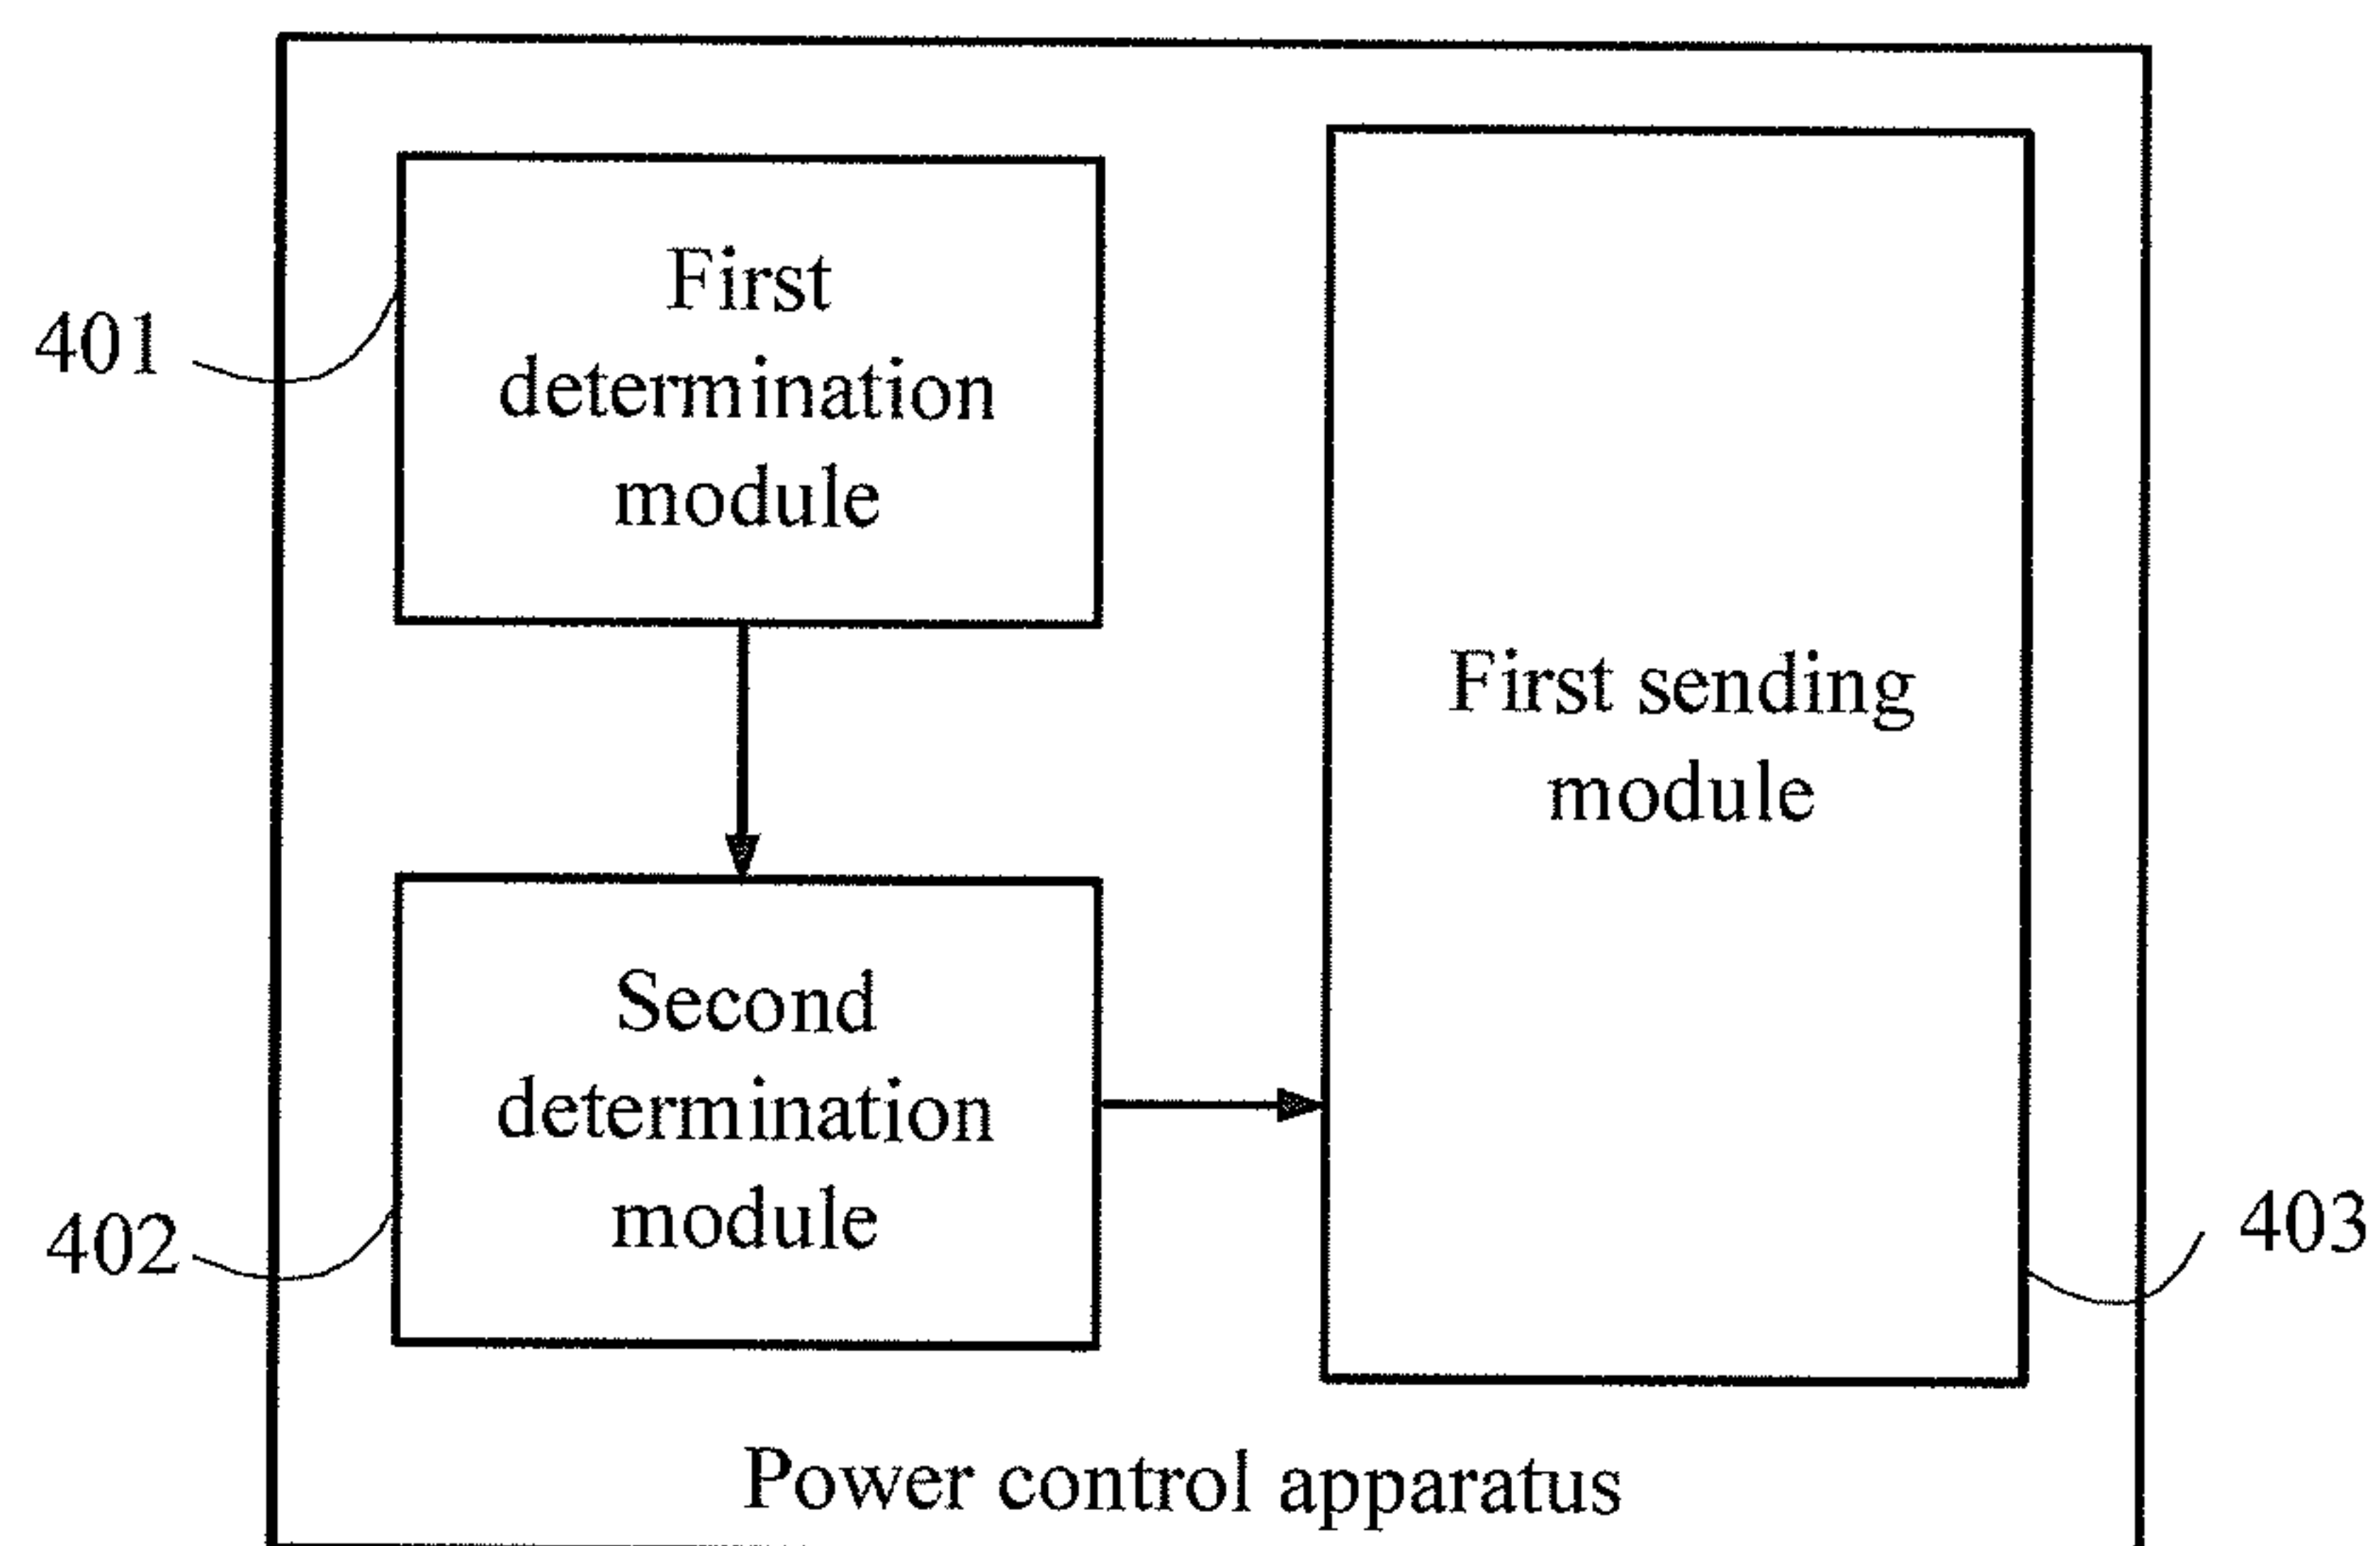 First
determination
module
401
First sending
module
Second
determination
module
402
403
Power control apparatus